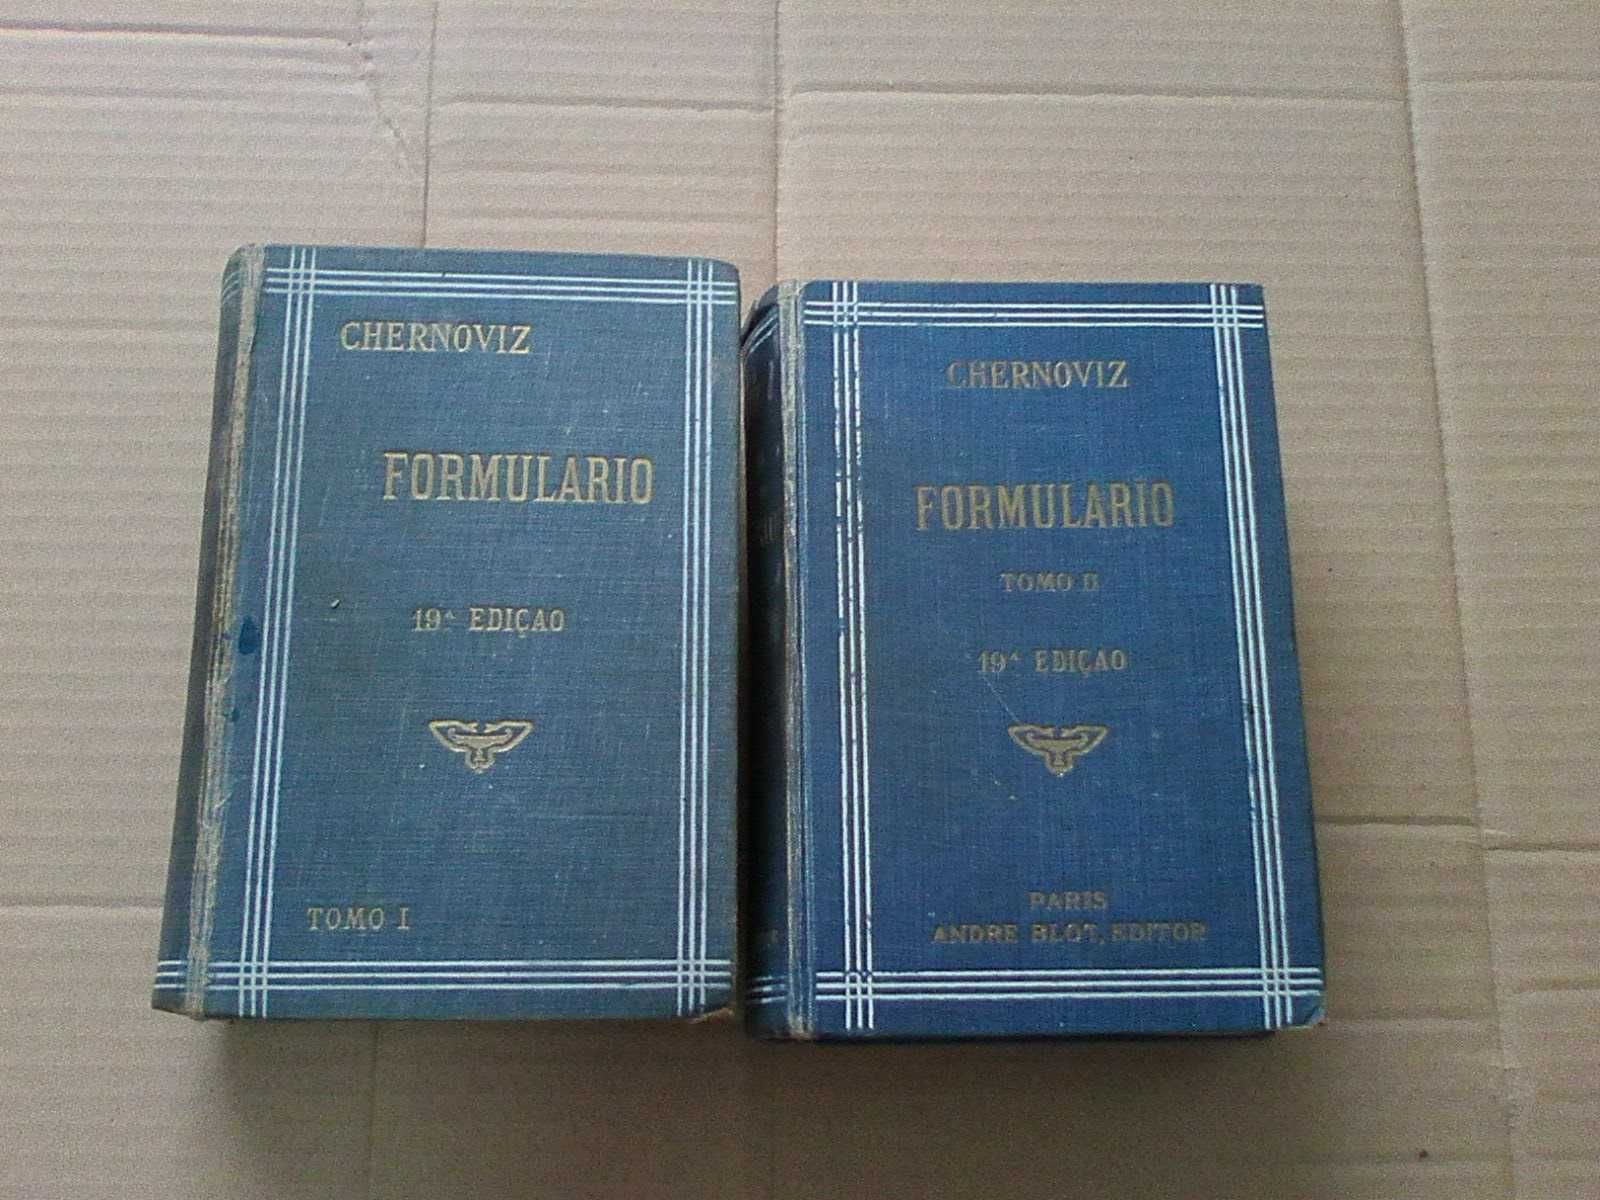 CHERNOVIZ
FORMULARIO
19ᴬ EDIÇAO
TOMO I
CHERNOVIZ
FORMULARIO
TOMO II
19ᴬ EDIÇAO
PARIS
ANDRE BLOT, EDITOR